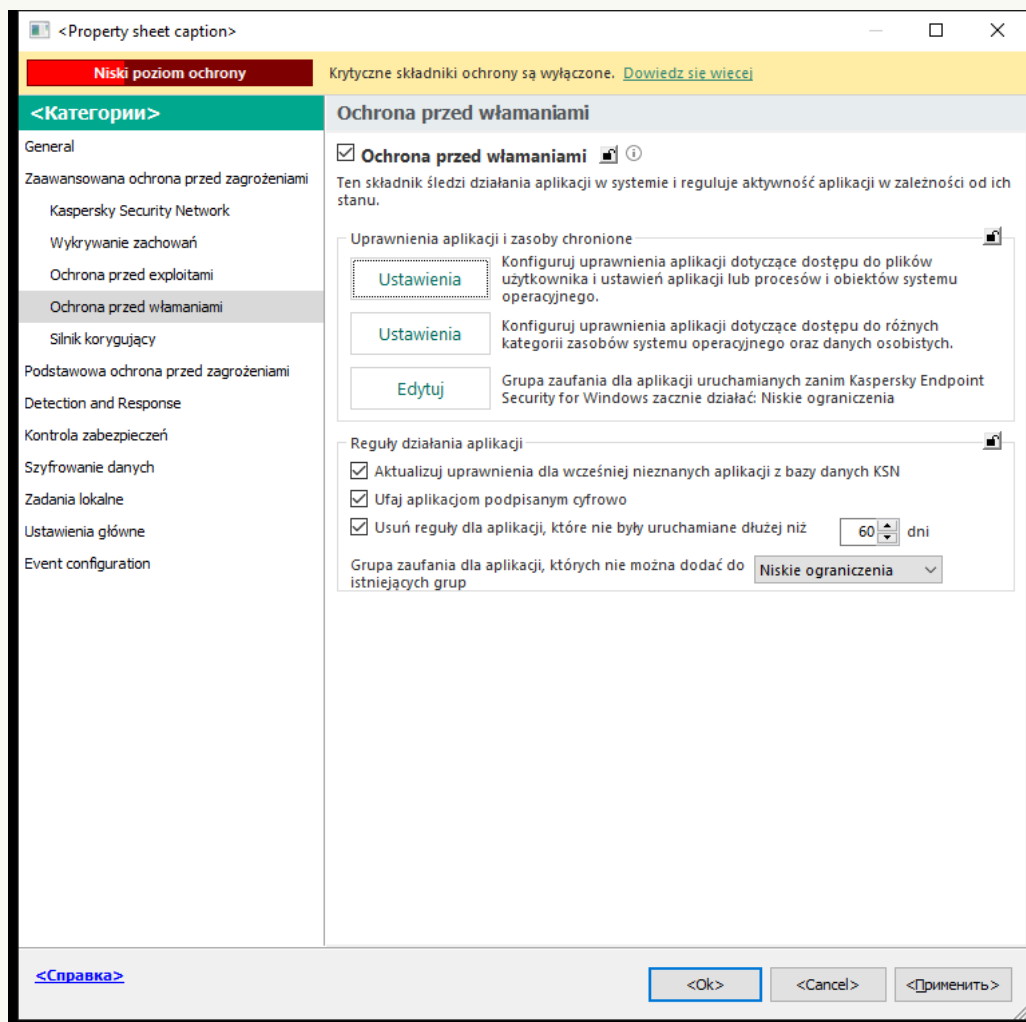 <Property sheet caption>
Niski poziom ochrony
Krytyczne składniki ochrony są wyłączone. Dowiedz się więcej
<Категории>
General
Zaawansowana ochrona przed zagrożeniami
Kaspersky Security Network
Wykrywanie zachowań
Ochrona przed exploitami
Ochrona przed włamaniami
Silnik korygujący
Podstawowa ochrona przed zagrożeniami
Detection and Response
Kontrola zabezpieczeń
Szyfrowanie danych
Zadania lokalne
Ustawienia główne
Event configuration
Ochrona przed włamaniami
Ochrona przed włamaniami
Ten składnik śledzi działania aplikacji w systemie i reguluje aktywność aplikacji w zależności od ich
stanu.
Uprawnienia aplikacji i zasoby chronione
Ustawienia
Konfiguruj uprawnienia aplikacji dotyczące dostępu do plików
użytkownika i ustawień aplikacji lub procesów i obiektów systemu
operacyjnego.
Ustawienia
Konfiguruj uprawnienia aplikacji dotyczące dostępu do różnych
kategorii zasobów systemu operacyjnego oraz danych osobistych.
Edytuj
Grupa zaufania dla aplikacji uruchamianych zanim Kaspersky Endpoint
Security for Windows zacznie działać: Niskie ograniczenia
Reguły działania aplikacji
Aktualizuj uprawnienia dla wcześniej nieznanych aplikacji z bazy danych KSN
Ufaj aplikacjom podpisanym cyfrowo
Usuń reguły dla aplikacji, które nie były uruchamiane dłużej niż 60 dni
Grupa zaufania dla aplikacji, których nie można dodać do
istniejących grup
Niskie ograniczenia
<Справка>
<Ok>
<Cancel>
<Применить>